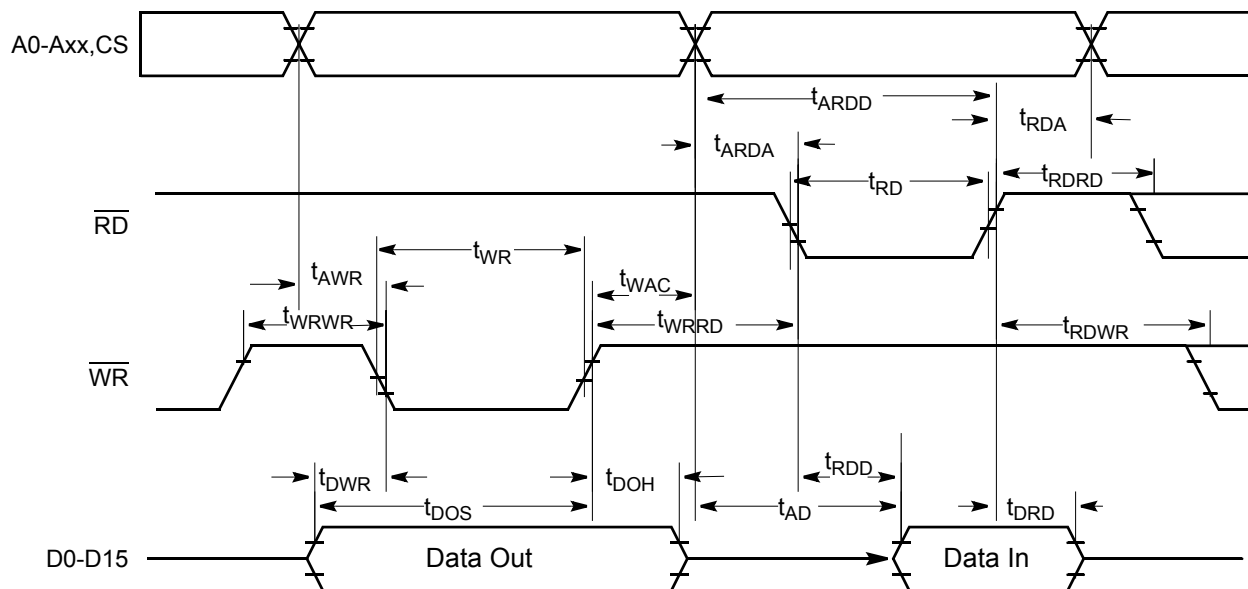 A0-Axx,CS
tARDD
tRDA
tARDA
tRD
tRDRD
RD
tWR
tAWR
tWAC
tWRWR
tWRRD
tRDWR
WR
tRDD
tDWR
tDOH
tDOS
tAD
tDRD
D0-D15
Data Out
Data In